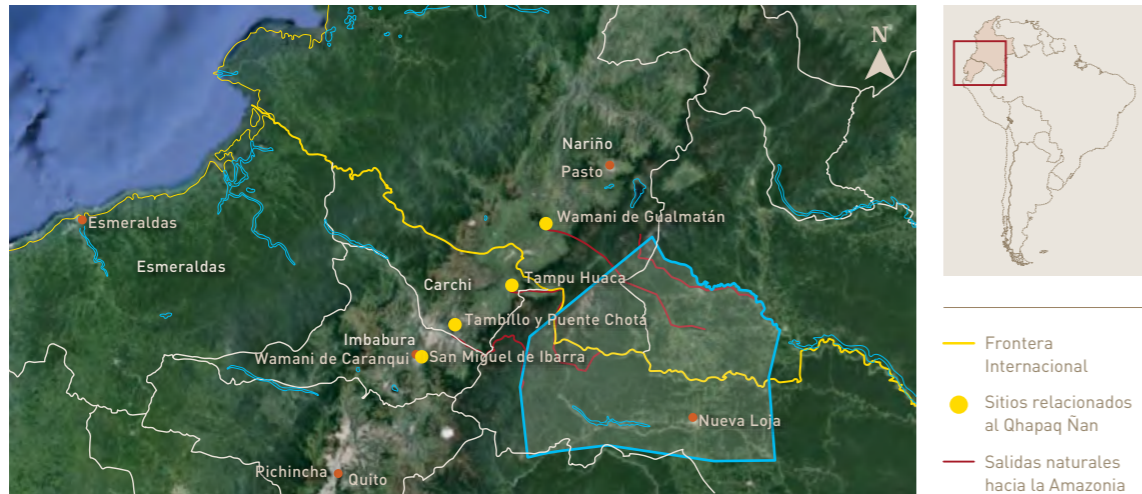 N
Nariño
Pasto
Wamani de Gualmatán
Esmeraldas
Esmeraldas
Carchi
Tampu Huaca
Tambillo y Puente Chota
Imbabura
Wamani de Caranqui
San Miguel de Ibarra
Nueva Loja
Pichincha
Quito
Frontera
Internacional
Sitios relacionados
al Qhapaq Ñan
Salidas naturales
hacia la Amazonia